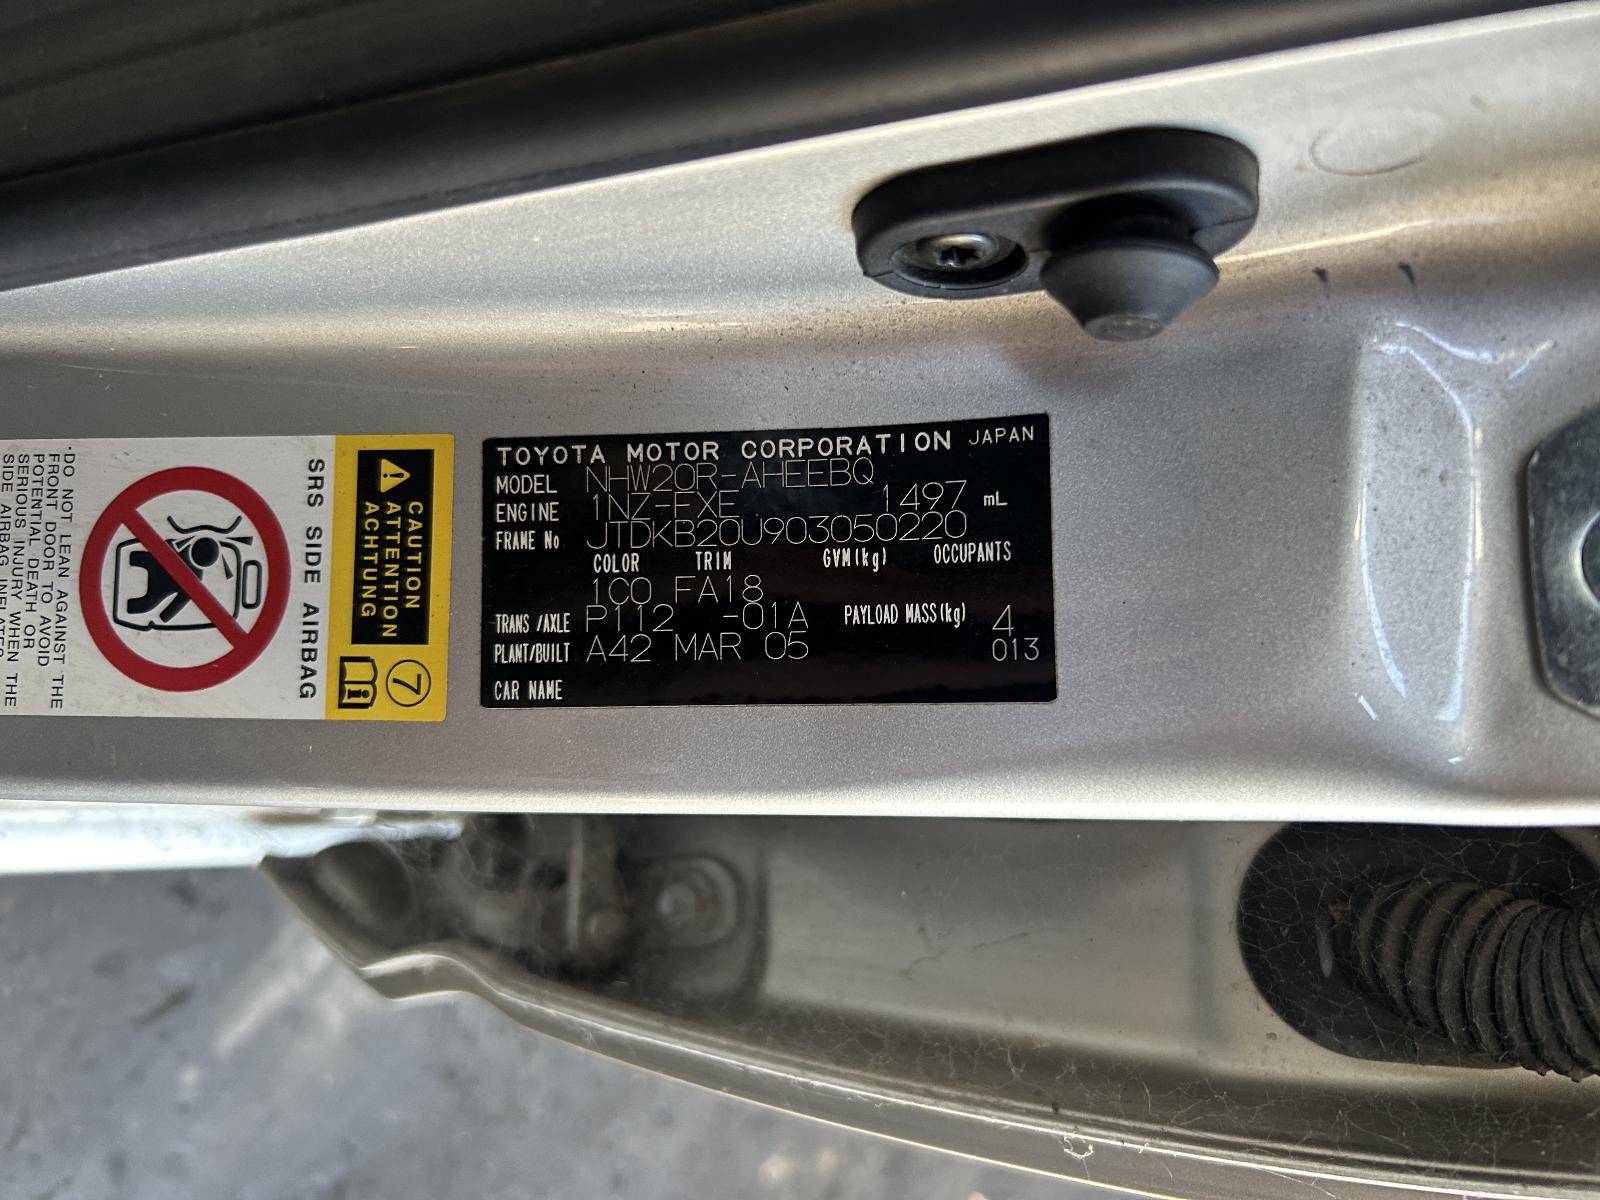 TOYOTA MOTOR CORPORATION JAPAN
MODEL NHW20R-AHEEBQ
ENGINE 1NZ-FXE 1497 mL
FRAME No JTDKB20U903050220
COLOR TRIM GVM(kg) OCCUPANTS
1C0 FA18
TRANS/AXLE P112 -01A PAYLOAD MASS(kg) 4
PLANT/BUILT A42 MAR 05 013
CAR NAME
CAUTION
ATTENTION
ACHTUNG
7
SRS SIDE AIRBAG
·DO NOT LEAN AGAINST THE
FRONT DOOR TO AVOID
POTENTIAL DEATH OR
SERIOUS INJURY WHEN THE
SIDE AIRBAG INFLATES